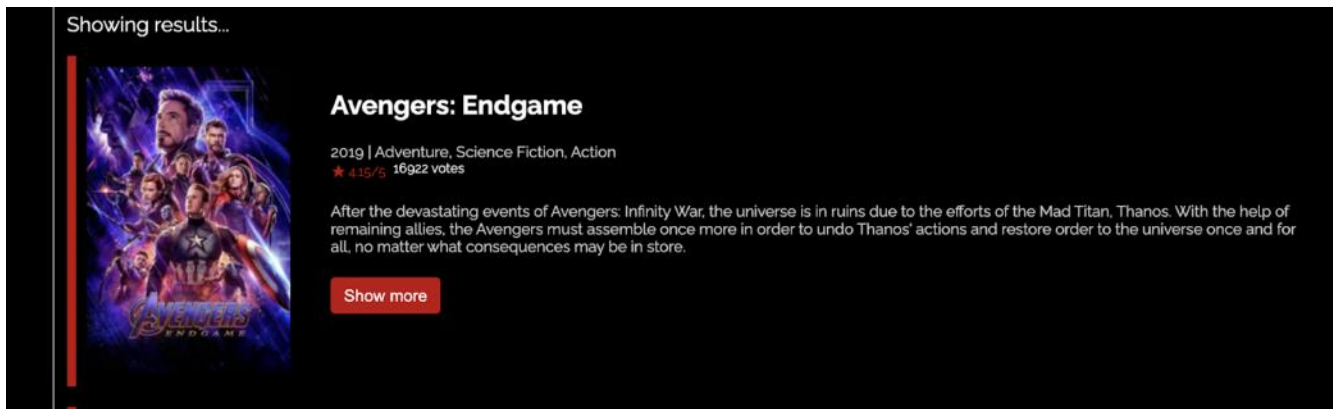 Showing results...
Avengers: Endgame
2019 | Adventure, Science Fiction, Action
★ 4.15/5 16922 votes
After the devastating events of Avengers: Infinity War, the universe is in ruins due to the efforts of the Mad Titan, Thanos. With the help of
remaining allies, the Avengers must assemble once more in order to undo Thanos' actions and restore order to the universe once and for
all, no matter what consequences may be in store.
Show more
AVENGERS
ENDGAME